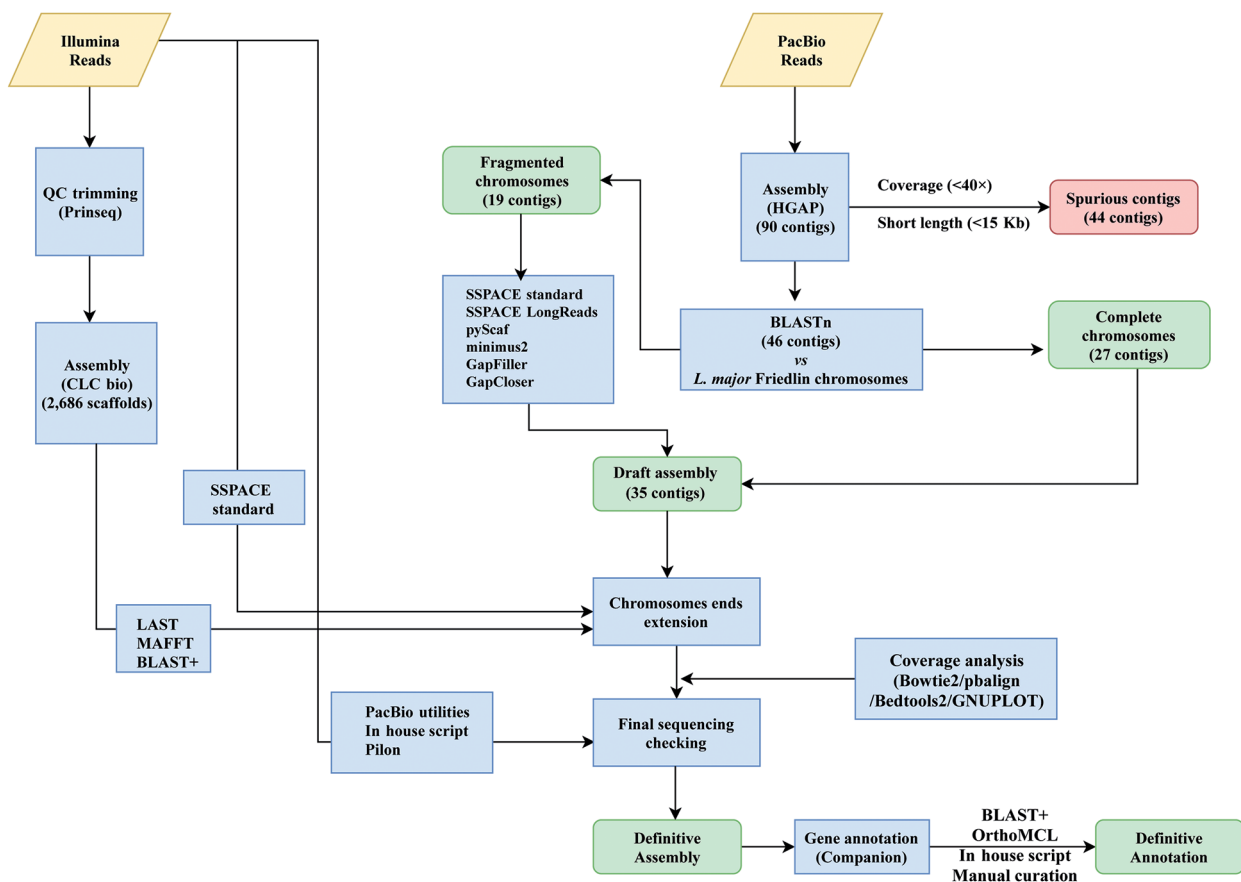 Illumina
Reads
PacBio
Reads
QC trimming
(Prinseq)
Fragmented
chromosomes
(19 contigs)
Assembly
(HGAP)
(90 contigs)
Coverage (<40×)
Short length (<15 Kb)
Spurious contigs
(44 contigs)
Assembly
(CLC bio)
(2,686 scaffolds)
SSPACE standard
SSPACE LongReads
pyScaf
minimus2
GapFiller
GapCloser
BLASTn
(46 contigs)
vs
L. major Friedlin chromosomes
Complete
chromosomes
(27 contigs)
SSPACE
standard
Draft assembly
(35 contigs)
LAST
MAFFT
BLAST+
Chromosomes ends
extension
Coverage analysis
(Bowtie2/pbalign
/Bedtools2/GNUPLOT)
PacBio utilities
In house script
Pilon
Final sequencing
checking
Definitive
Assembly
Gene annotation
(Companion)
BLAST+
OrthoMCL
In house script
Manual curation
Definitive
Annotation